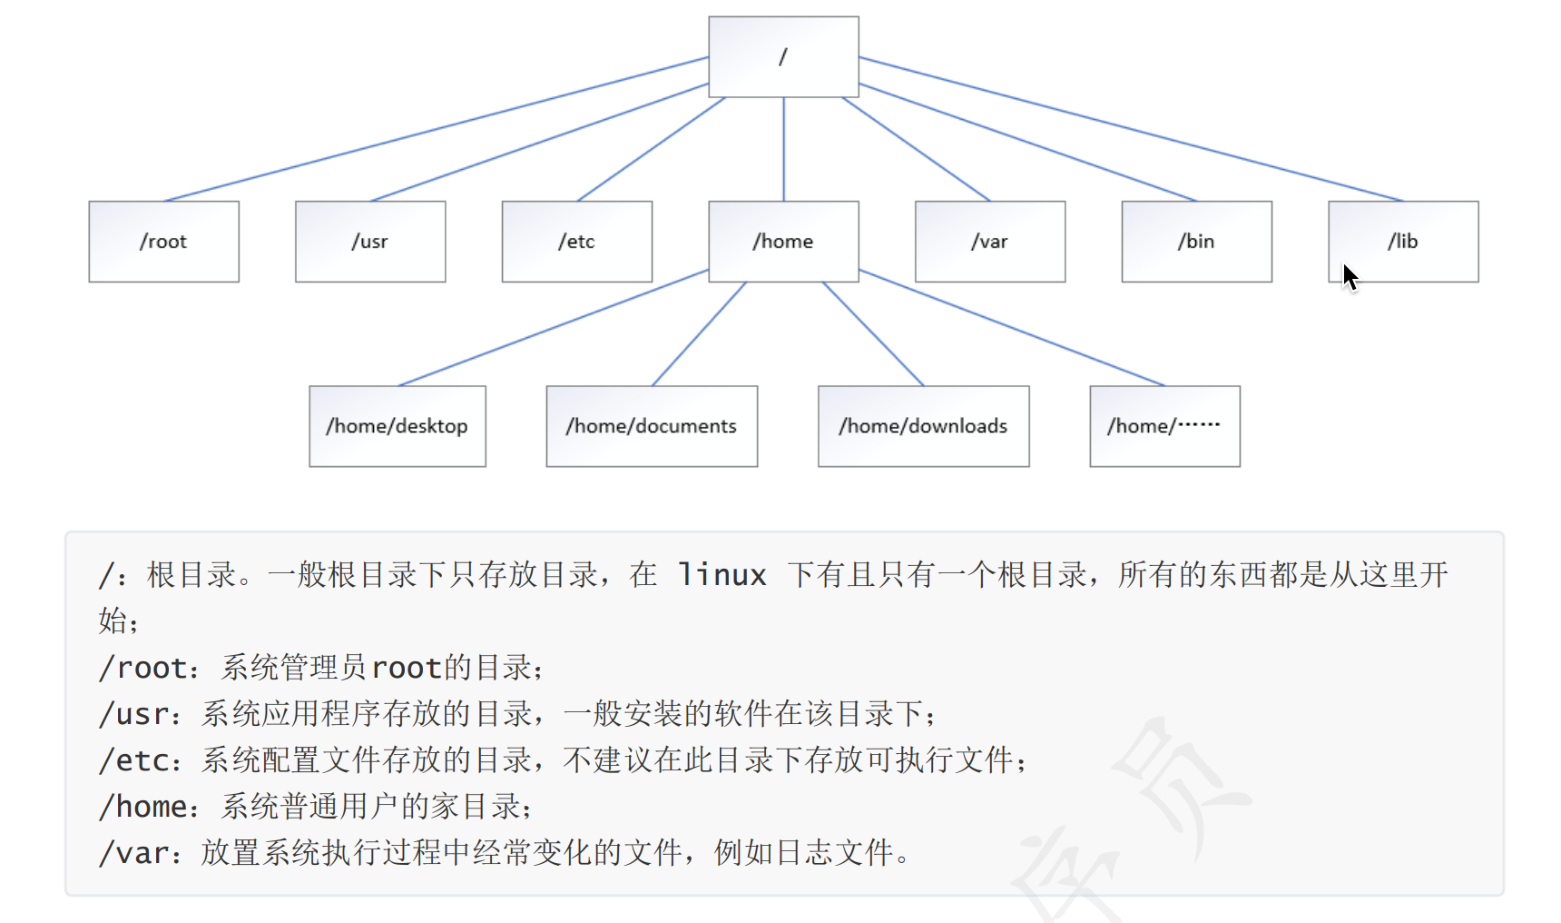 /
/root
/usr
/etc
/home
/var
/bin
/lib
/home/desktop
/home/documents
/home/downloads
/home/······
/：根目录。一般根目录下只存放目录，在 linux 下有且只有一个根目录，所有的东西都是从这里开
始；
/root：系统管理员root的目录；
/usr：系统应用程序存放的目录，一般安装的软件在该目录下；
/etc：系统配置文件存放的目录，不建议在此目录下存放可执行文件；
/home：系统普通用户的家目录；
/var：放置系统执行过程中经常变化的文件，例如日志文件。
序员